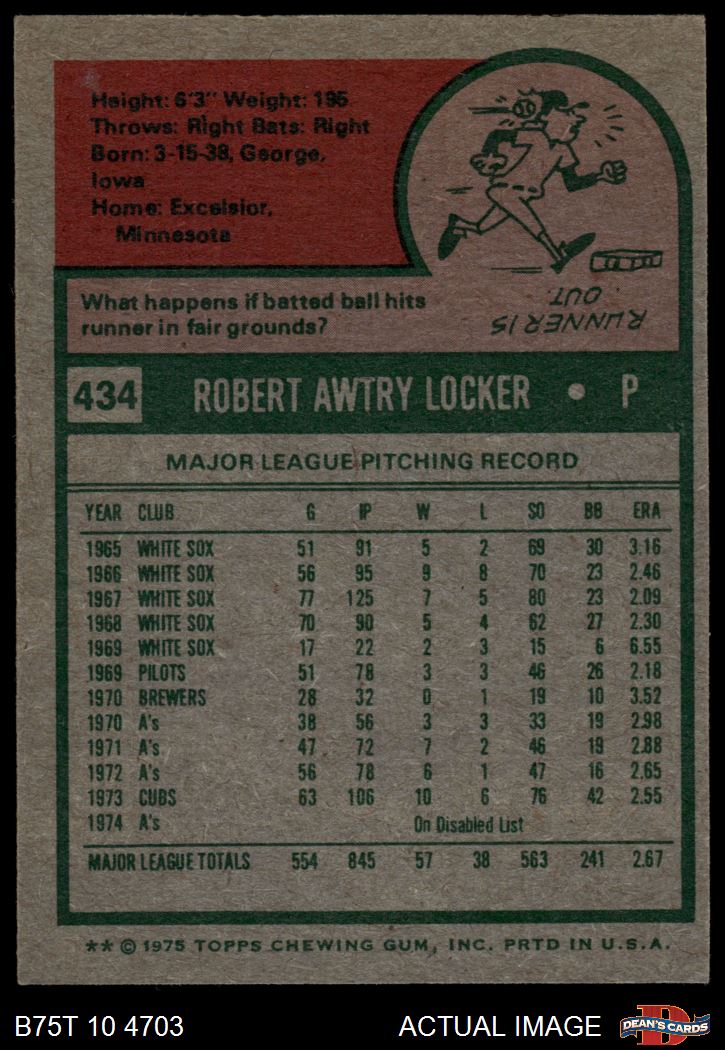 Height: 6'3" Weight: 195
Throws: Right Bats: Right
Born: 3-15-38, George,
Iowa
Home: Excelsior,
Minnesota
What happens if batted ball hits
runner in fair grounds?
RUNNER IS
OUT.
434 ROBERT AWTRY LOCKER • P
MAJOR LEAGUE PITCHING RECORD
YEAR CLUB G IP W L SO BB ERA
1965 WHITE SOX 51 91 5 2 69 30 3.16
1966 WHITE SOX 56 95 9 8 70 23 2.46
1967 WHITE SOX 77 125 7 5 80 23 2.09
1968 WHITE SOX 70 90 5 4 62 27 2.30
1969 WHITE SOX 17 22 2 3 15 6 6.55
1969 PILOTS 51 78 3 3 46 26 2.18
1970 BREWERS 28 32 0 1 19 10 3.52
1970 A's 38 56 3 3 33 19 2.98
1971 A's 47 72 7 2 46 19 2.88
1972 A's 56 78 6 1 47 16 2.65
1973 CUBS 63 106 10 6 76 42 2.55
1974 A's On Disabled List
MAJOR LEAGUE TOTALS 554 845 57 38 563 241 2.67
** © 1975 TOPPS CHEWING GUM, INC. PRTD IN U.S.A.
B75T 10 4703 ACTUAL IMAGE DEAN'S CARDS